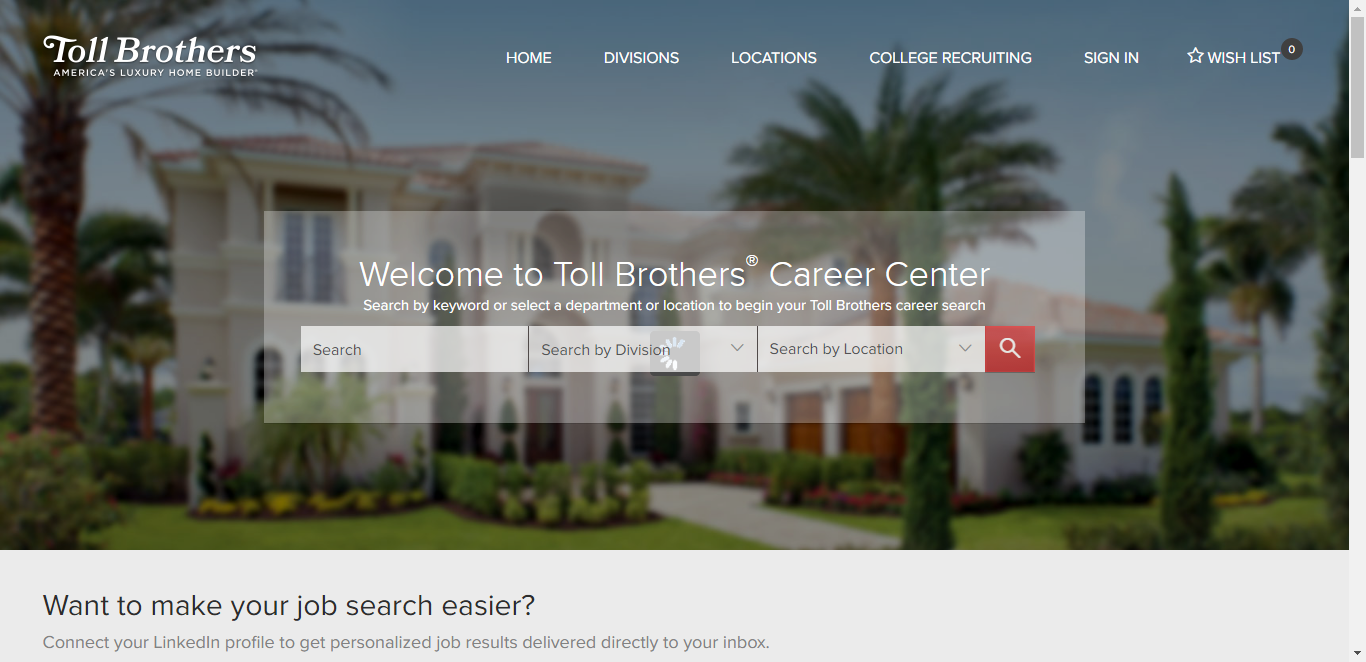 Toll Brothers
AMERICA'S LUXURY HOME BUILDER®
HOME
DIVISIONS
LOCATIONS
COLLEGE RECRUITING
SIGN IN
WISH LIST
0
Welcome to Toll Brothers® Career Center
Search by keyword or select a department or location to begin your Toll Brothers career search
Search
Search by Division
Search by Location
Want to make your job search easier?
Connect your LinkedIn profile to get personalized job results delivered directly to your inbox.